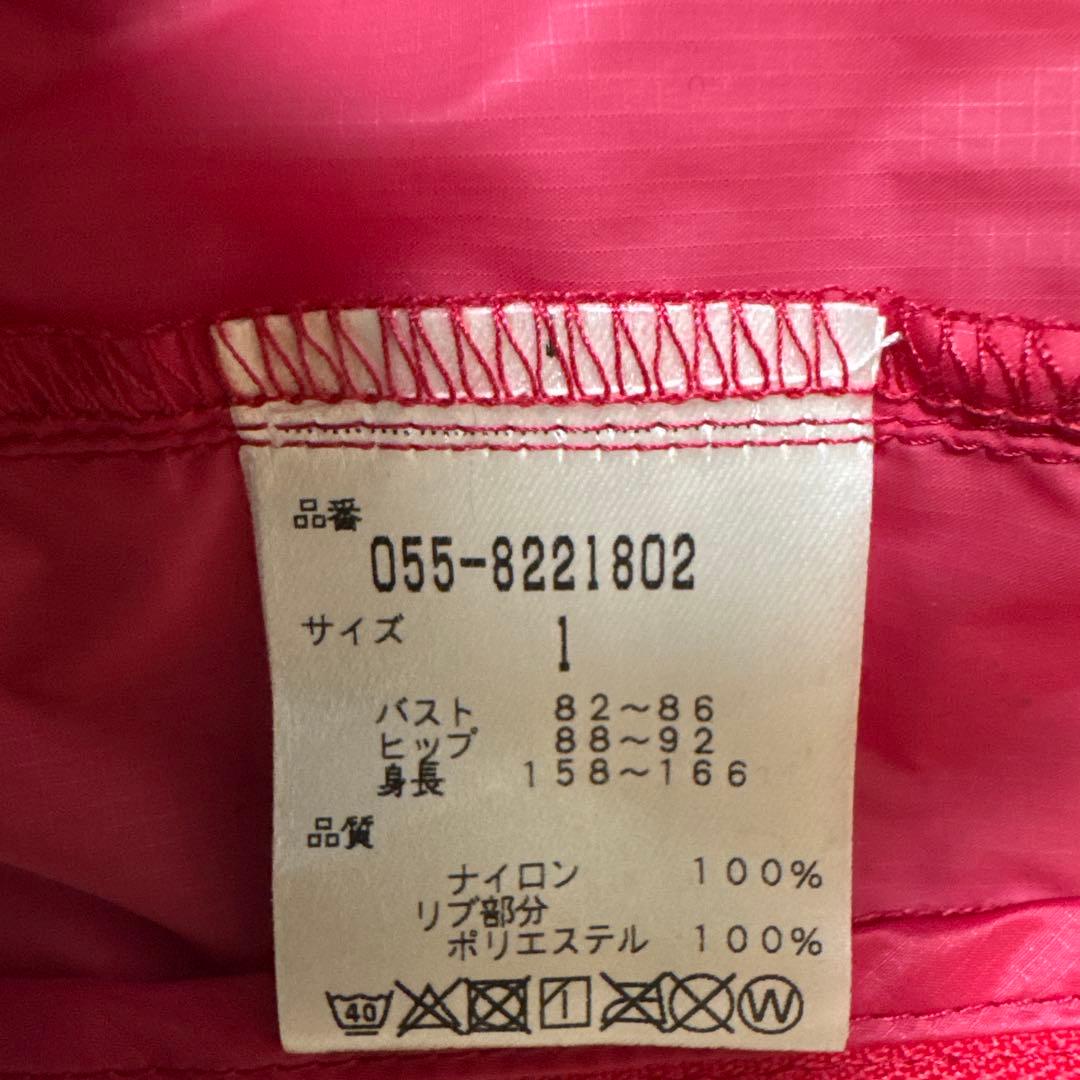 品番
055-8221802
サイズ 1
バスト 82～86
ヒップ 88～92
身長 158～166
品質
ナイロン 100%
リブ部分
ポリエステル 100%
40 W